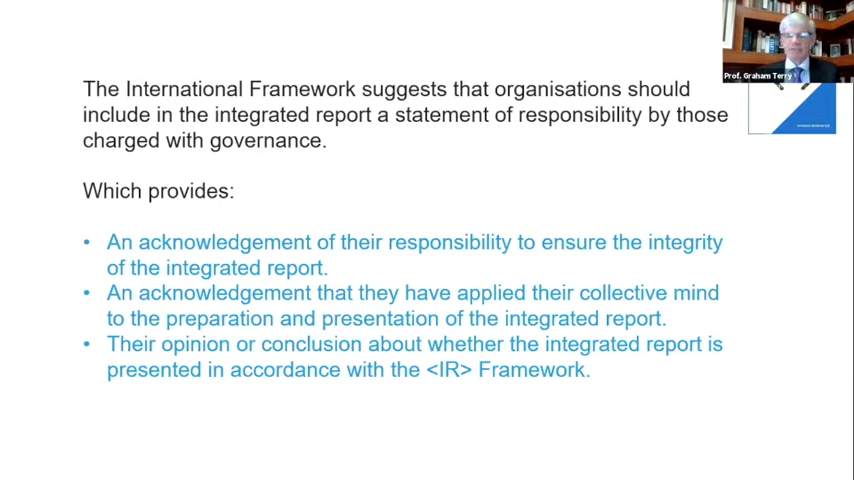 Prof. Graham Terry
The International Framework suggests that organisations should
include in the integrated report a statement of responsibility by those
charged with governance.
Which provides:
• An acknowledgement of their responsibility to ensure the integrity
of the integrated report.
• An acknowledgement that they have applied their collective mind
to the preparation and presentation of the integrated report.
• Their opinion or conclusion about whether the integrated report is
presented in accordance with the <IR> Framework.